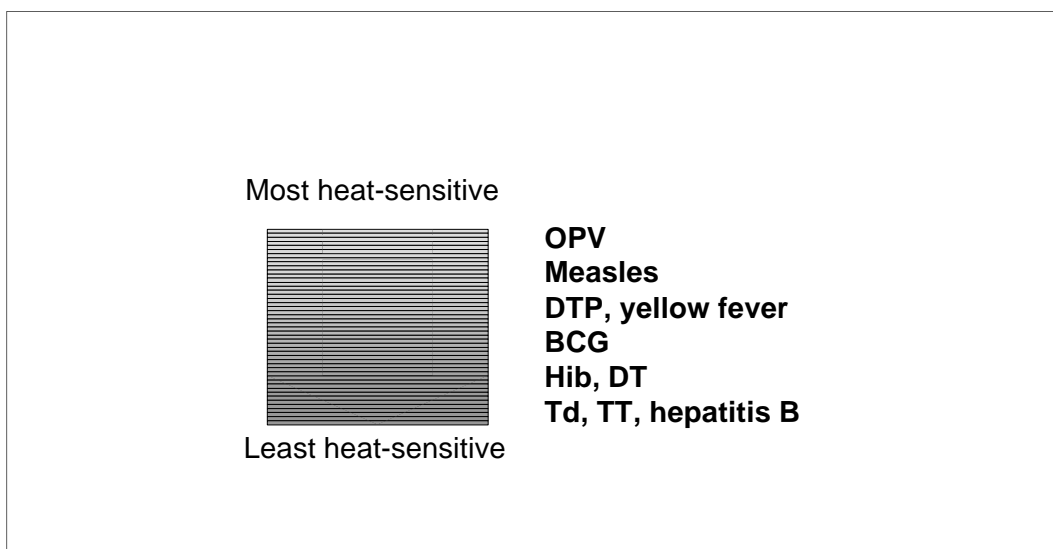 Most heat-sensitive
OPV
Measles
DTP, yellow fever
BCG
Hib, DT
Td, TT, hepatitis B
Least heat-sensitive